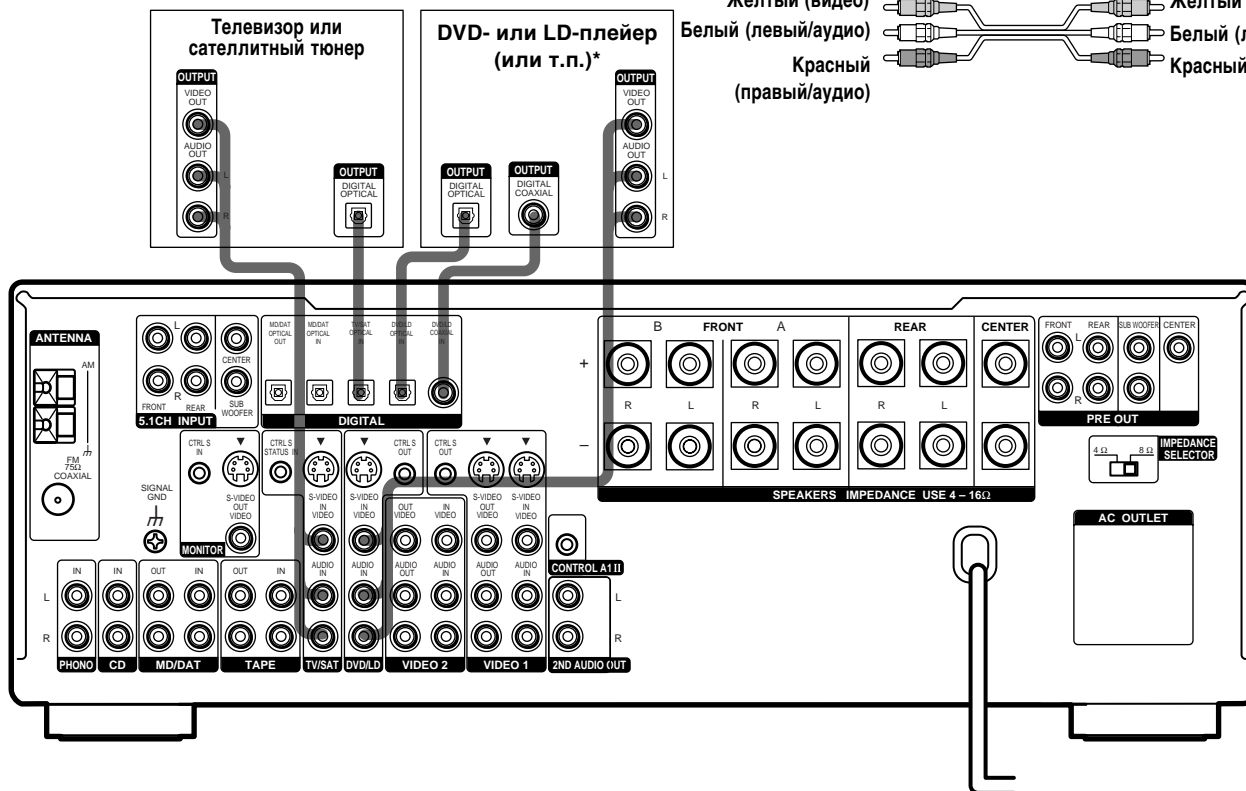 Желтый (видео)
Желтый
Белый (левый/аудио)
Белый (л
Красный
(правый/аудио)
Красный
Телевизор или
сателлитный тюнер
OUTPUT
VIDEO
OUT
AUDIO
OUT
L
R
OUTPUT
DIGITAL
OPTICAL
DVD- или LD-плейер
(или т.п.)*
OUTPUT
DIGITAL
OPTICAL
OUTPUT
DIGITAL
COAXIAL
OUTPUT
VIDEO
OUT
AUDIO
OUT
L
R
ANTENNA
AM
FM
75Ω
COAXIAL
L
R
CENTER
FRONT
REAR
SUB
WOOFER
5.1CH INPUT
MD/DAT
OPTICAL
OUT
MD/DAT
OPTICAL
IN
TV/SAT
OPTICAL
IN
DVD/LD
OPTICAL
IN
DVD/LD
COAXIAL
IN
DIGITAL
B FRONT A
REAR
CENTER
+
R L R L R L
–
SPEAKERS IMPEDANCE USE 4 – 16Ω
FRONT REAR SUB WOOFER CENTER
L
R
PRE OUT
4 Ω 8 Ω
IMPEDANCE
SELECTOR
AC OUTLET
SIGNAL
GND
CTRL S
IN
S-VIDEO
OUT
VIDEO
MONITOR
CTRL S
STATUS IN
S-VIDEO
IN
VIDEO
AUDIO
IN
S-VIDEO
IN
VIDEO
AUDIO
IN
CTRL S
OUT
OUT
VIDEO
AUDIO
OUT
CTRL S
OUT
IN
VIDEO
AUDIO
IN
S-VIDEO
OUT
VIDEO
AUDIO
OUT
S-VIDEO
IN
VIDEO
AUDIO
IN
CONTROL A1 II
IN IN OUT IN OUT IN
L
R
L
R
PHONO CD MD/DAT TAPE TV/SAT DVD/LD VIDEO 2 VIDEO 1 2ND AUDIO OUT